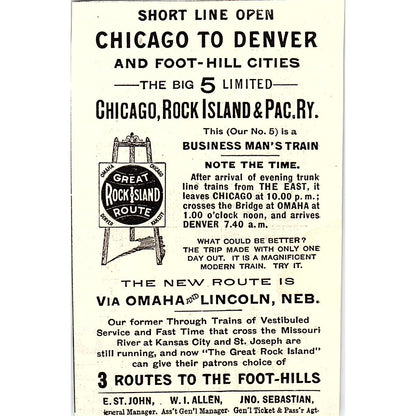 SHORT LINE OPEN
CHICAGO TO DENVER
AND FOOT-HILL CITIES
—THE BIG 5 LIMITED—
CHICAGO, ROCK ISLAND & PAC. RY.
This (Our No. 5) is a
BUSINESS MAN'S TRAIN
NOTE THE TIME.
After arrival of evening trunk
line trains from THE EAST, it
leaves CHICAGO at 10.00 p. m.;
crosses the Bridge at OMAHA at
1.00 o'clock noon, and arrives
DENVER 7.40 a. m.
OMAHA CHICAGO
GREAT
ROCK ISLAND
ROUTE
DENVER
WHAT COULD BE BETTER?
THE TRIP MADE WITH ONLY ONE
DAY OUT. IT IS A MAGNIFICENT
MODERN TRAIN. TRY IT.
THE NEW ROUTE IS
VIA OMAHA AND LINCOLN, NEB.
Our former Through Trains of Vestibuled
Service and Fast Time that cross the Missouri
River at Kansas City and St. Joseph are
still running, and now "The Great Rock Island"
can give their patrons choice of
3 ROUTES TO THE FOOT-HILLS
E. ST. JOHN, W. I. ALLEN, JNO. SEBASTIAN,
General Manager. Ass't Gen'l Manager. Gen'l Ticket & Pass'r Agt.